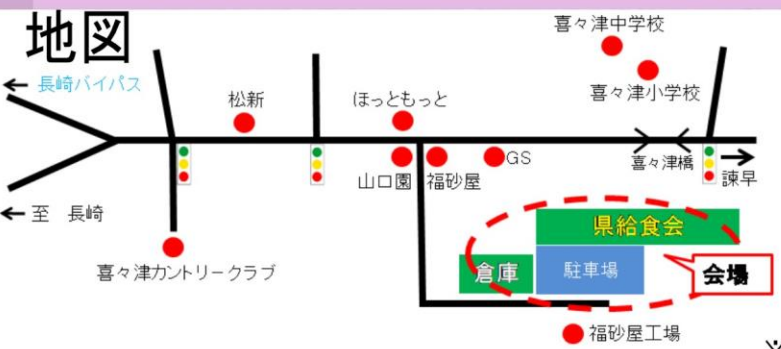 地図
← 長崎バイパス
← 至 長崎
松新
ほっともっと
喜々津中学校
喜々津小学校
山口園
福砂屋
GS
喜々津橋
→
諫早
喜々津カントリークラブ
県給食会
倉庫
駐車場
会場
福砂屋工場
※